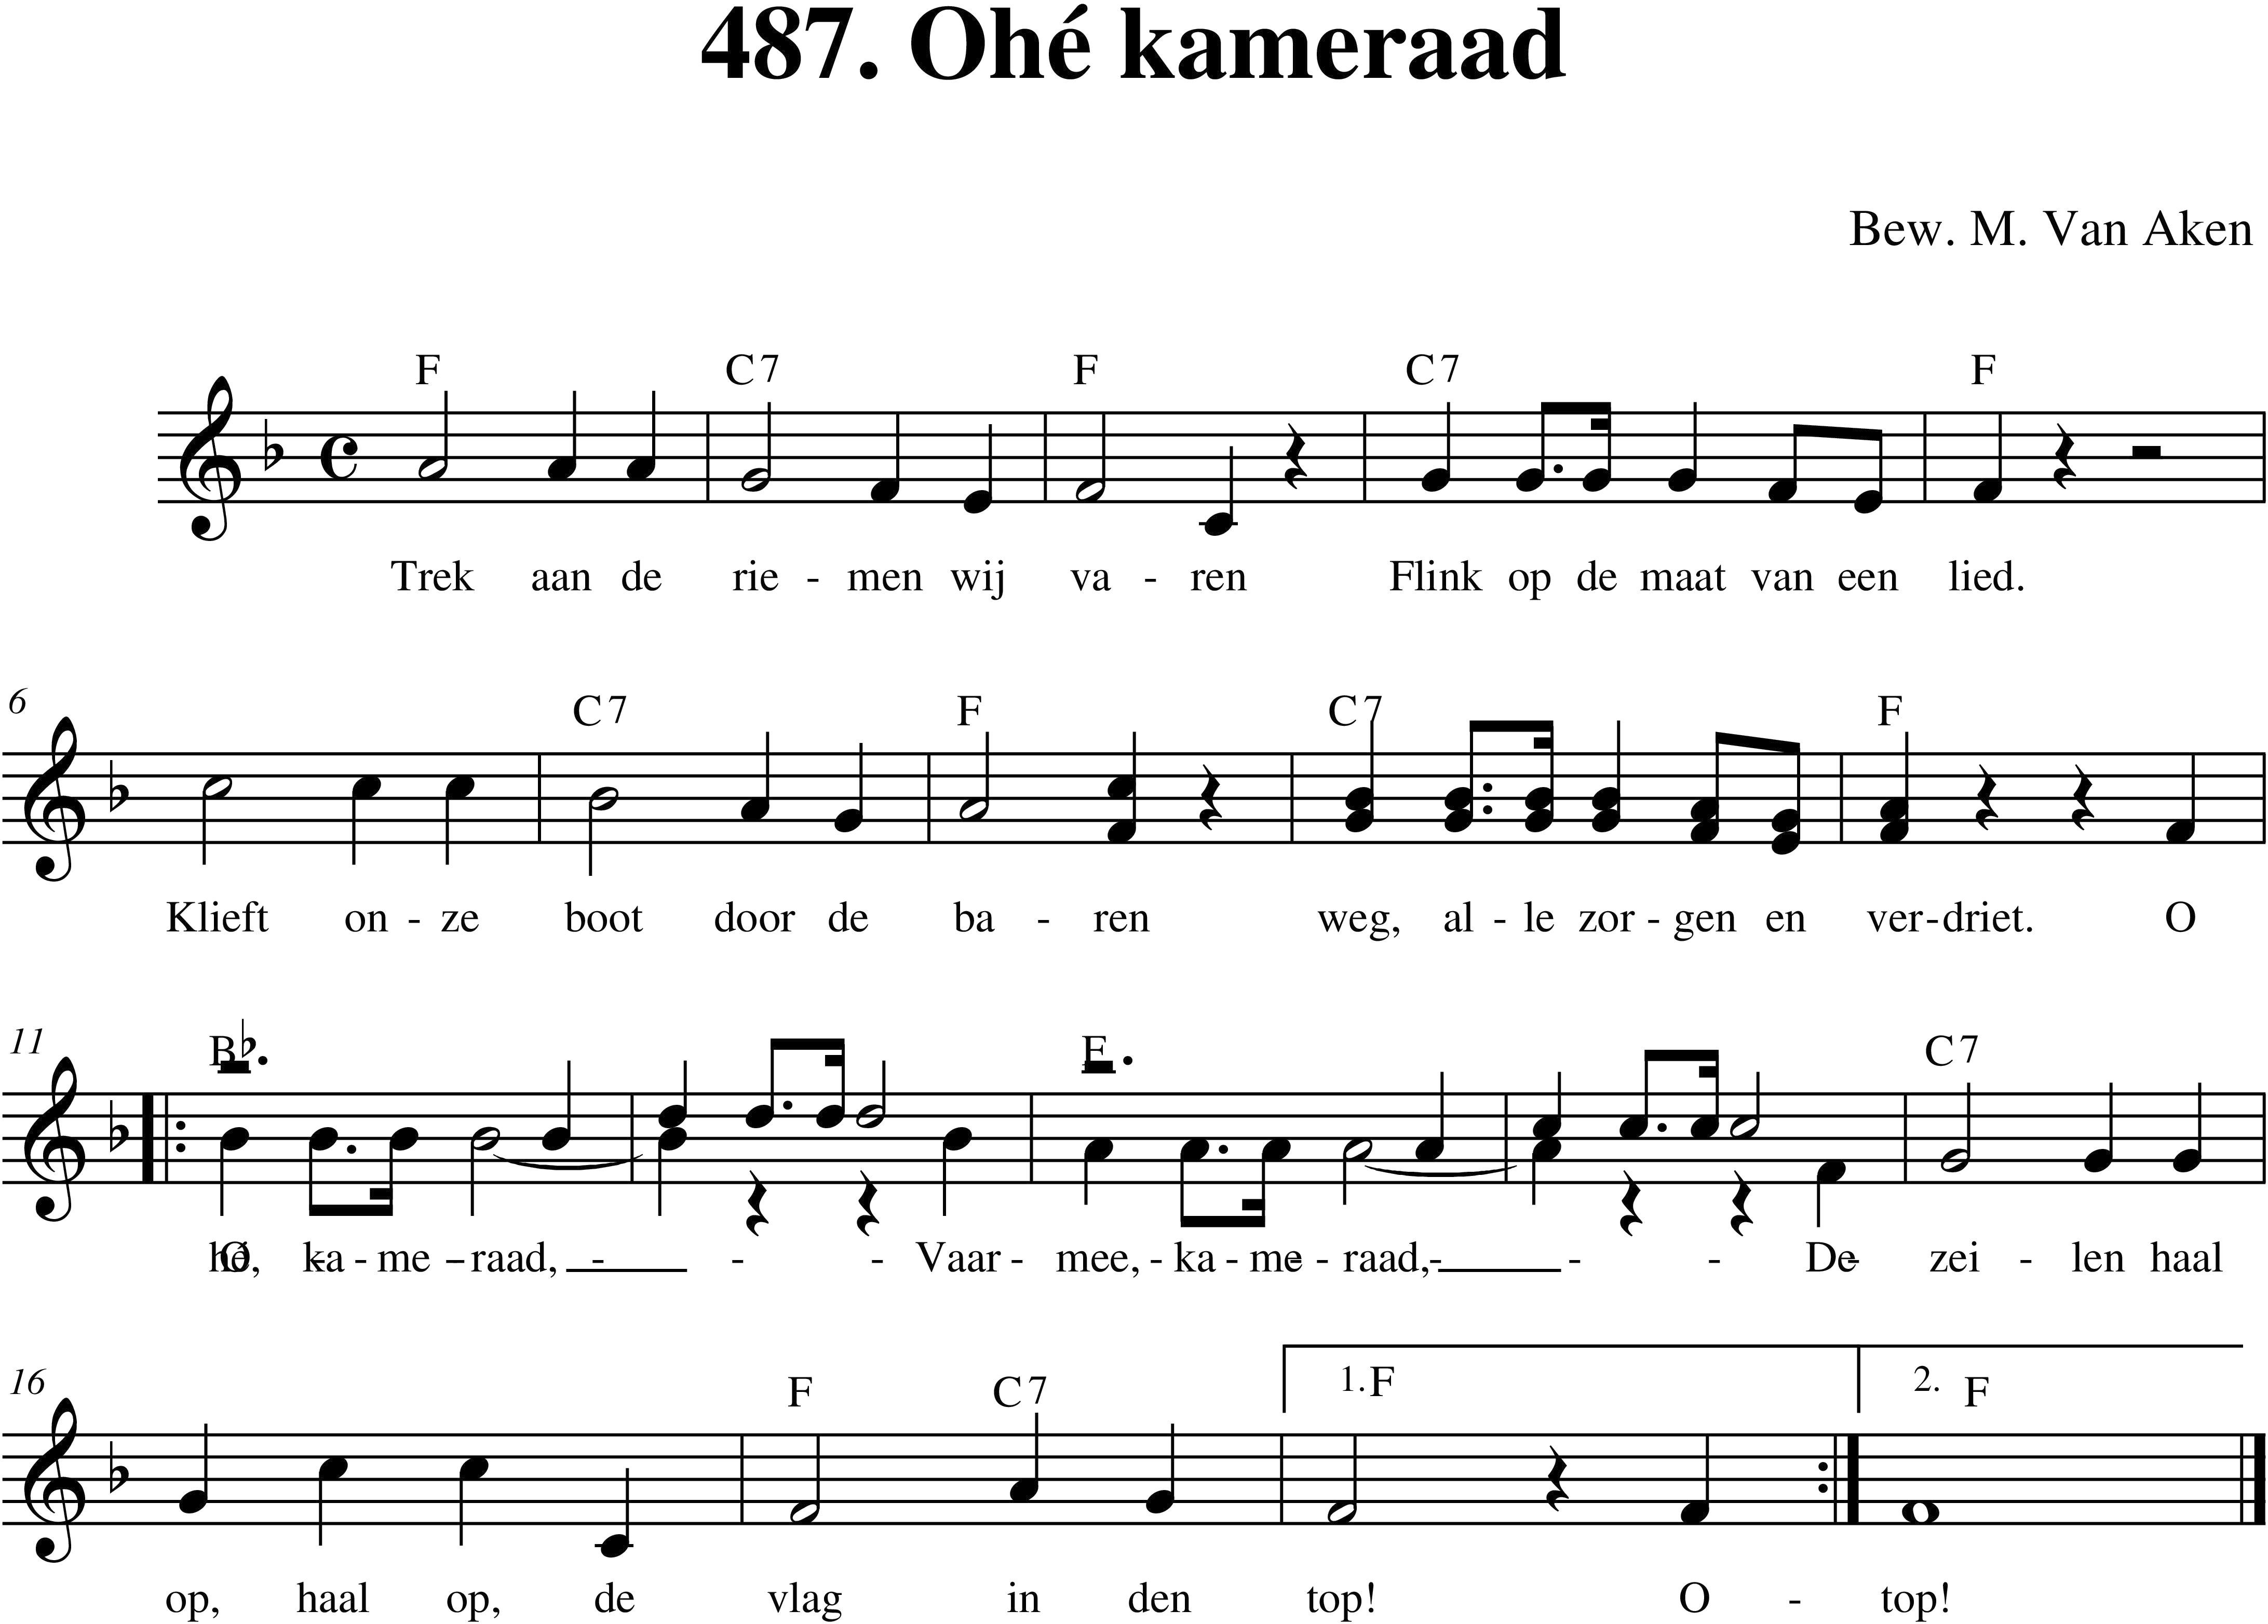 487. Ohé kameraad
Bew. M. Van Aken
F C7 F C7 F
Trek aan de rie - men wij va - ren Flink op de maat van een lied.
6
C7 F C7 F
Klieft on - ze boot door de ba - ren weg, al - le zor - gen en ver - driet. O
11
B♭ F C7
hé, O ka - me - raad, - - - Vaar - mee, - ka - me - raad, - - - De - zei - len haal
16
F C7 1. F 2. F
op, haal op, de vlag in den top! O - top!